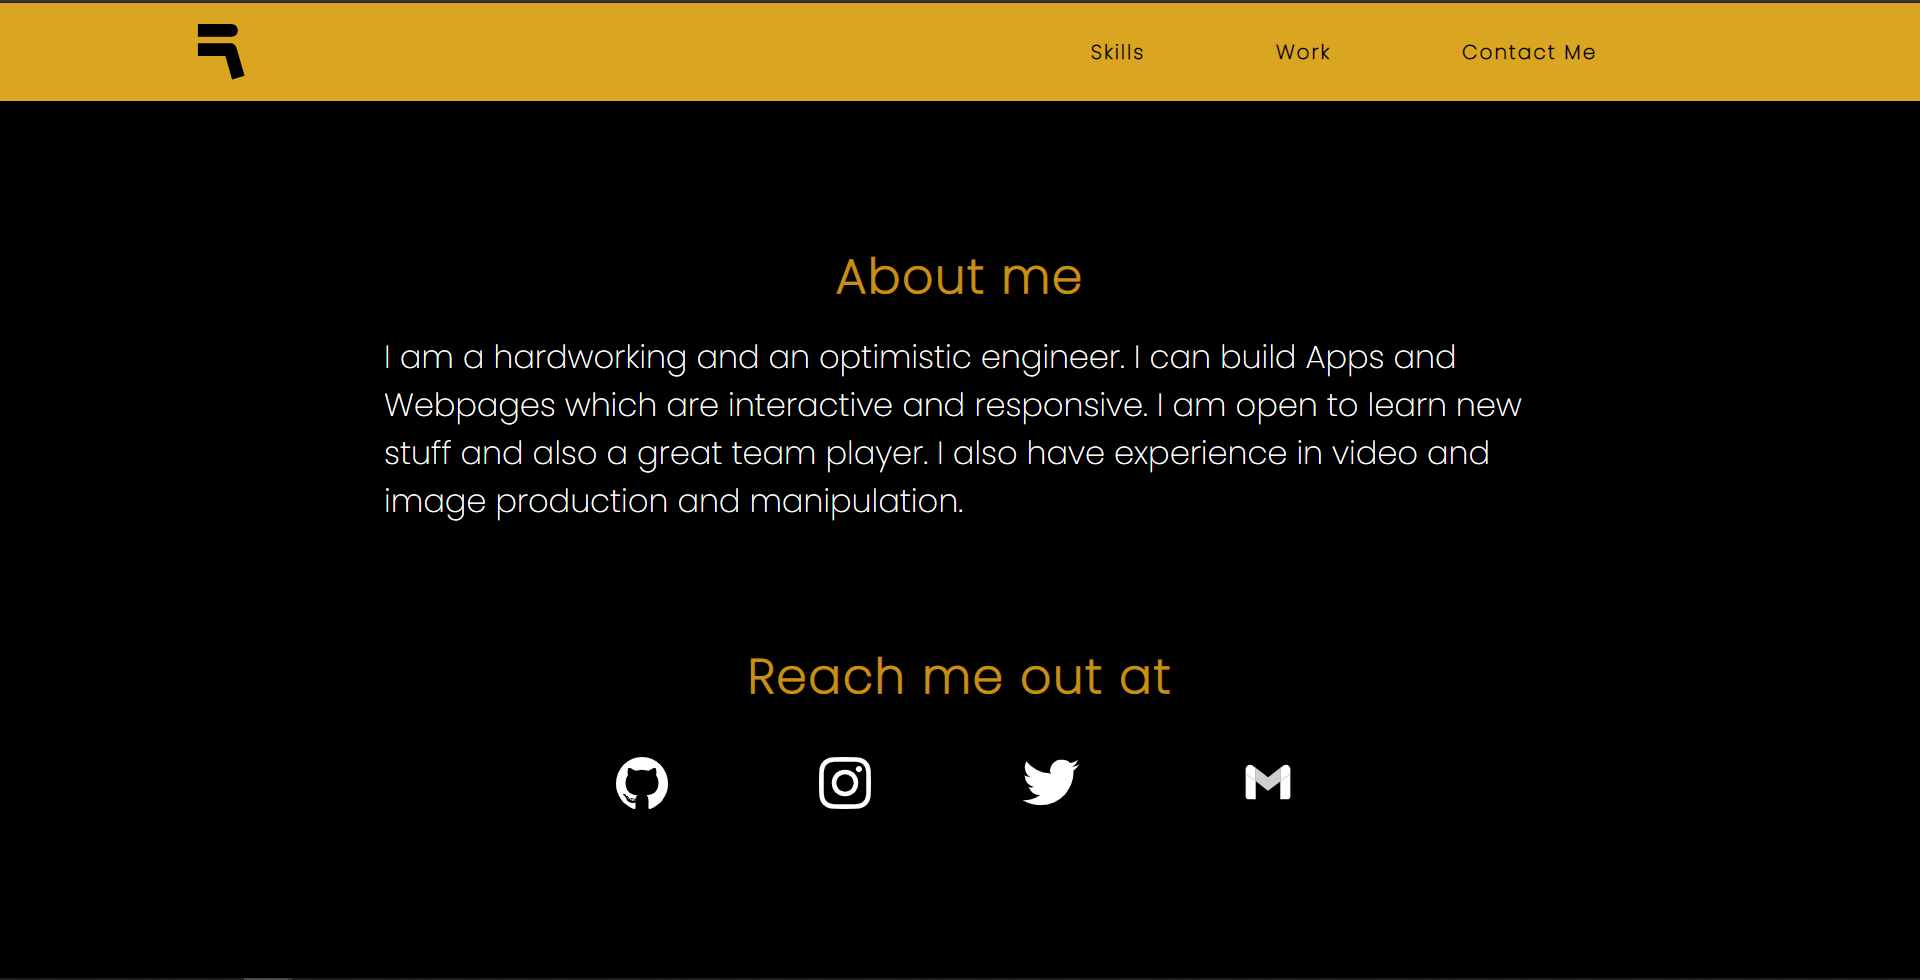 Skills Work Contact Me
About me
I am a hardworking and an optimistic engineer. I can build Apps and
Webpages which are interactive and responsive. I am open to learn new
stuff and also a great team player. I also have experience in video and
image production and manipulation.
Reach me out at